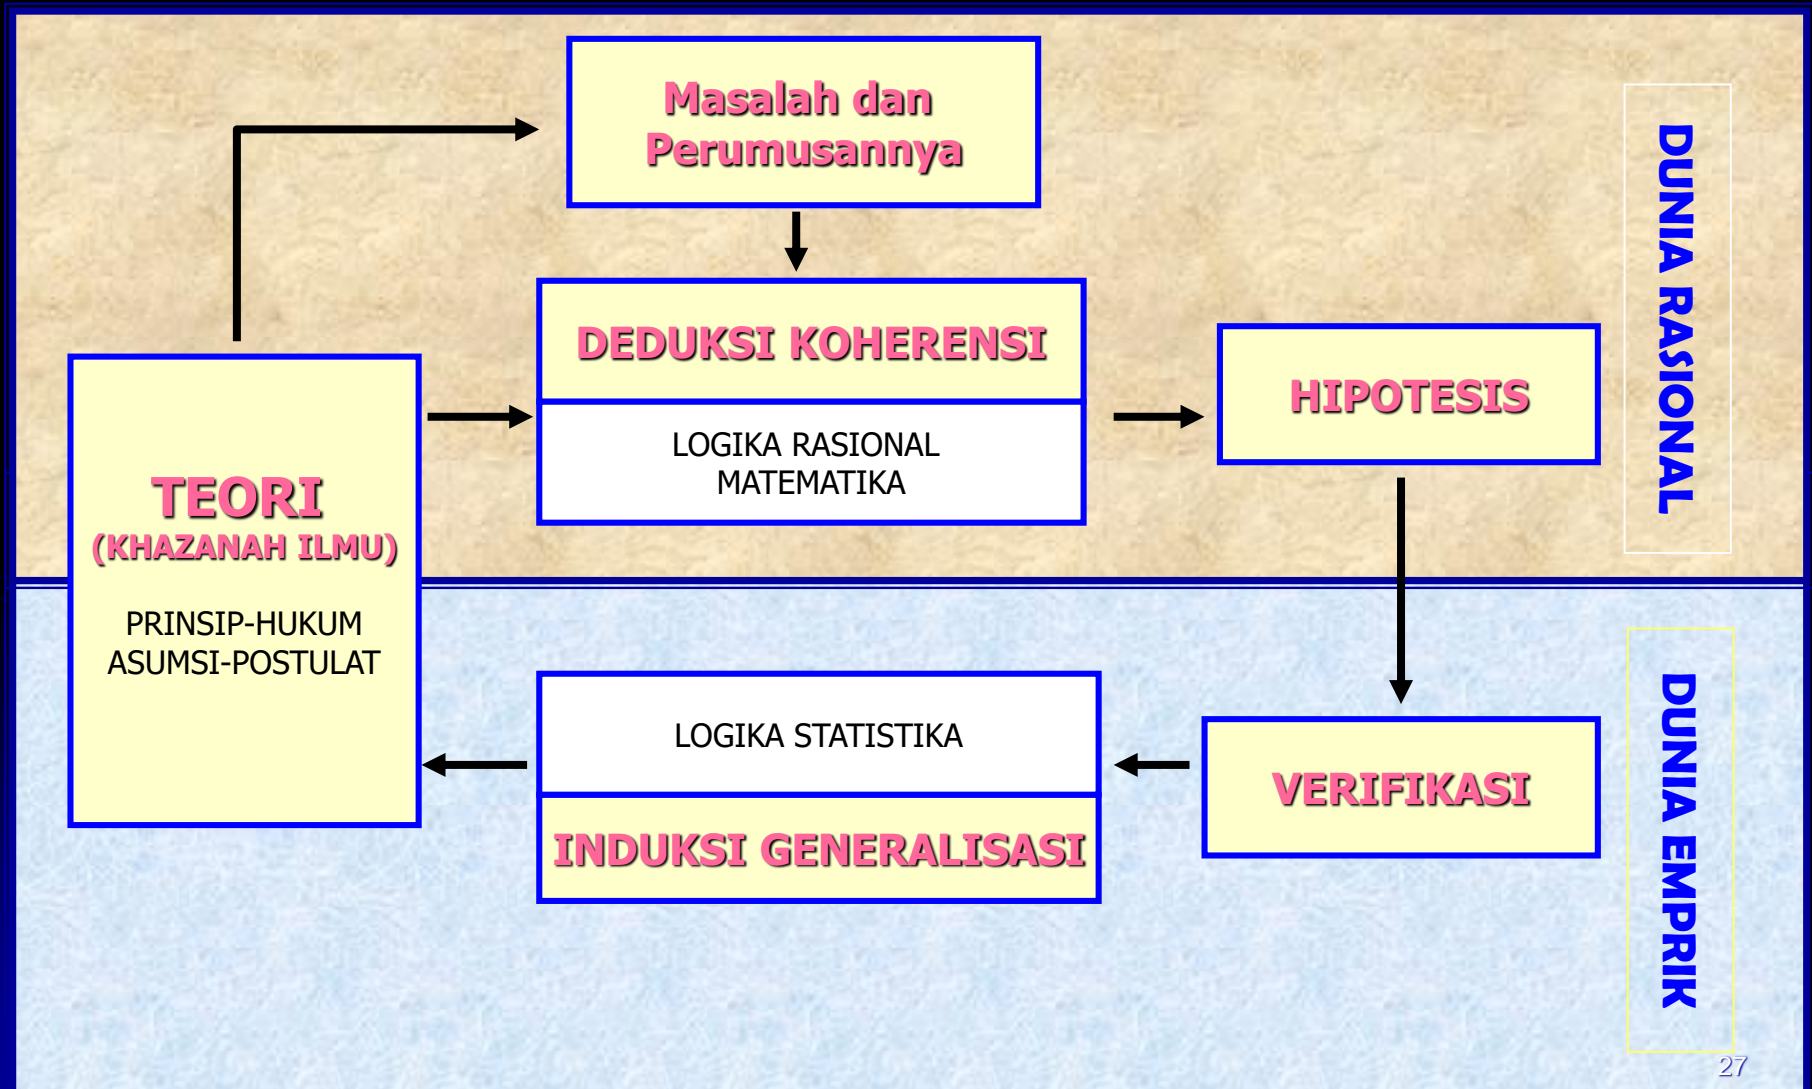 Masalah dan
Perumusannya
DEDUKSI KOHERENSI
LOGIKA RASIONAL
MATEMATIKA
HIPOTESIS
DUNIA RASIONAL
TEORI
(KHAZANAH ILMU)
PRINSIP-HUKUM
ASUMSI-POSTULAT
LOGIKA STATISTIKA
INDUKSI GENERALISASI
VERIFIKASI
DUNIA EMPRIK
27